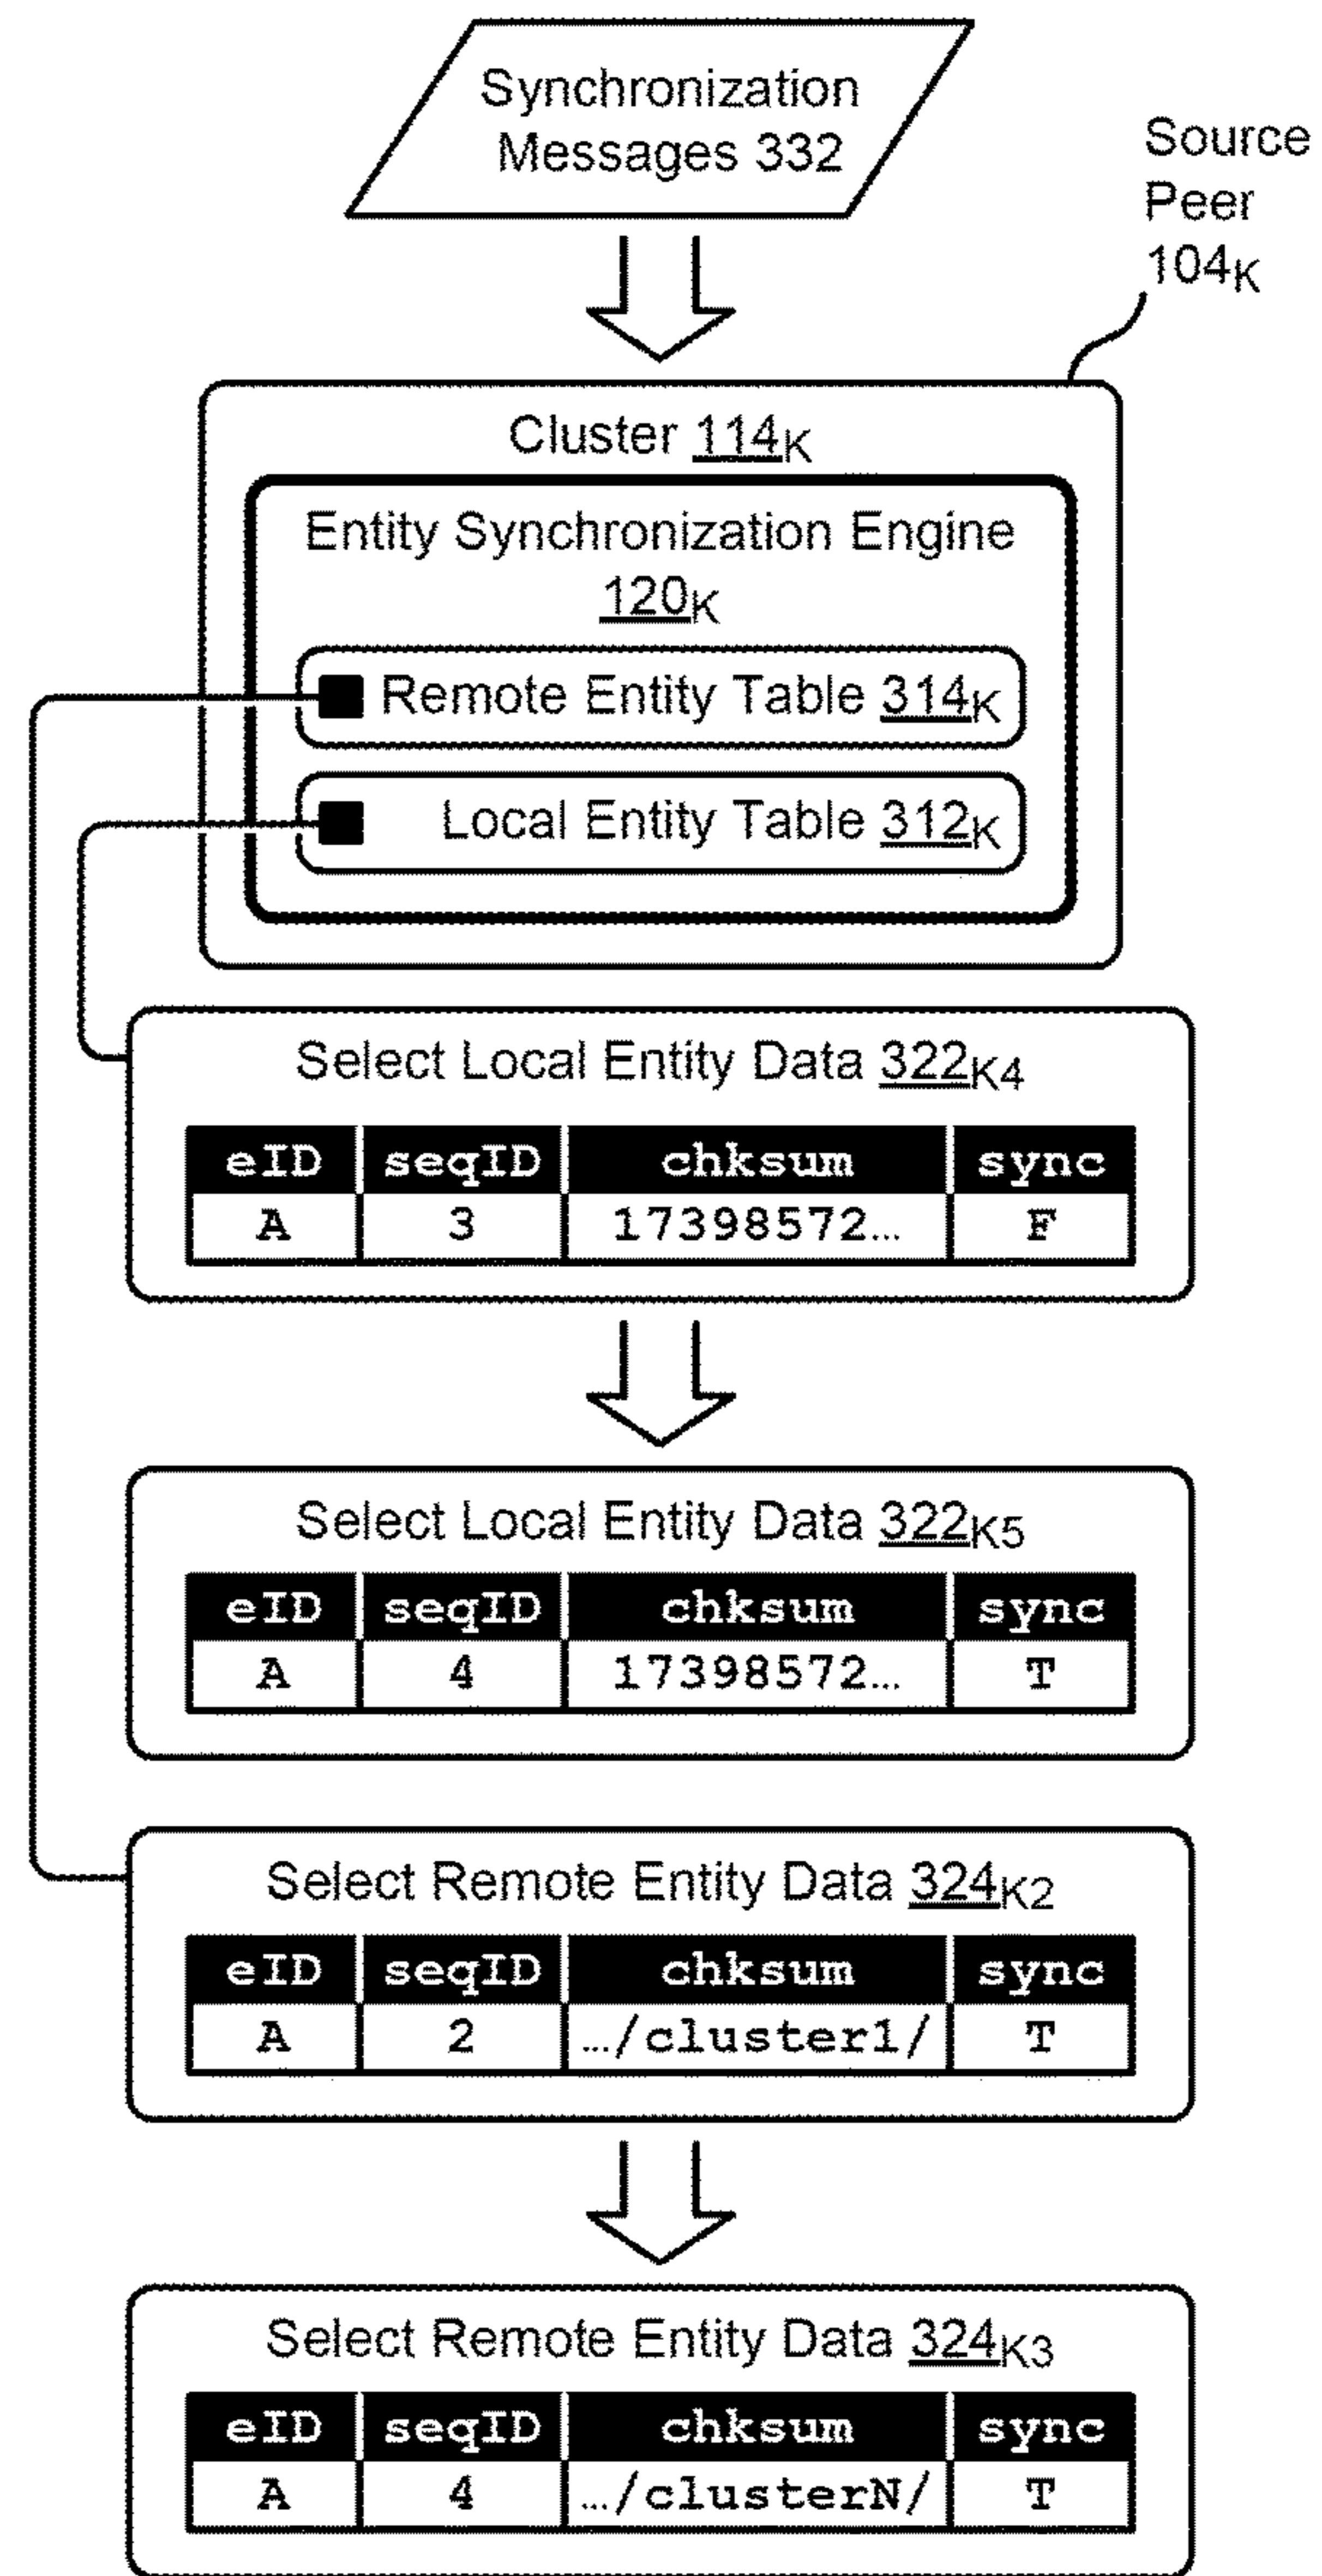 Synchronization
Messages 332
Source
Peer
104K
Cluster 114K
Entity Synchronization Engine
120K
Remote Entity Table 314K
Local Entity Table 312K
Select Local Entity Data 322K4
eID seqID chksum sync
A 3 17398572… F
Select Local Entity Data 322K5
eID seqID chksum sync
A 4 17398572… T
Select Remote Entity Data 324K2
eID seqID chksum sync
A 2 …/cluster1/ T
Select Remote Entity Data 324K3
eID seqID chksum sync
A 4 …/clusterN/ T